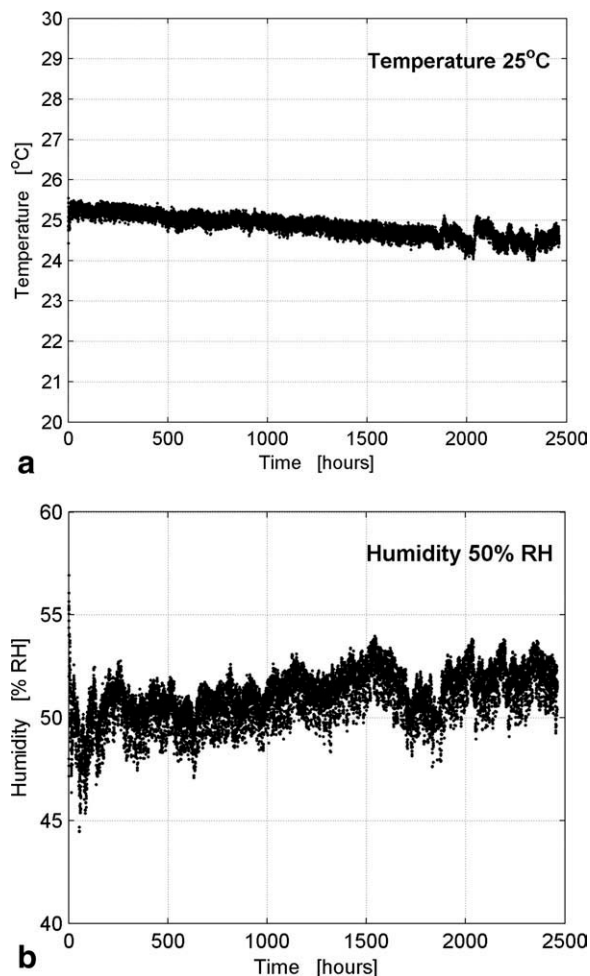 30
29
28
27
26
25
24
23
22
21
20
Temperature [°C]
Temperature 25°C
0 500 1000 1500 2000 2500
Time [hours]
a
60
55
50
45
40
Humidity [% RH]
Humidity 50% RH
0 500 1000 1500 2000 2500
Time [hours]
b